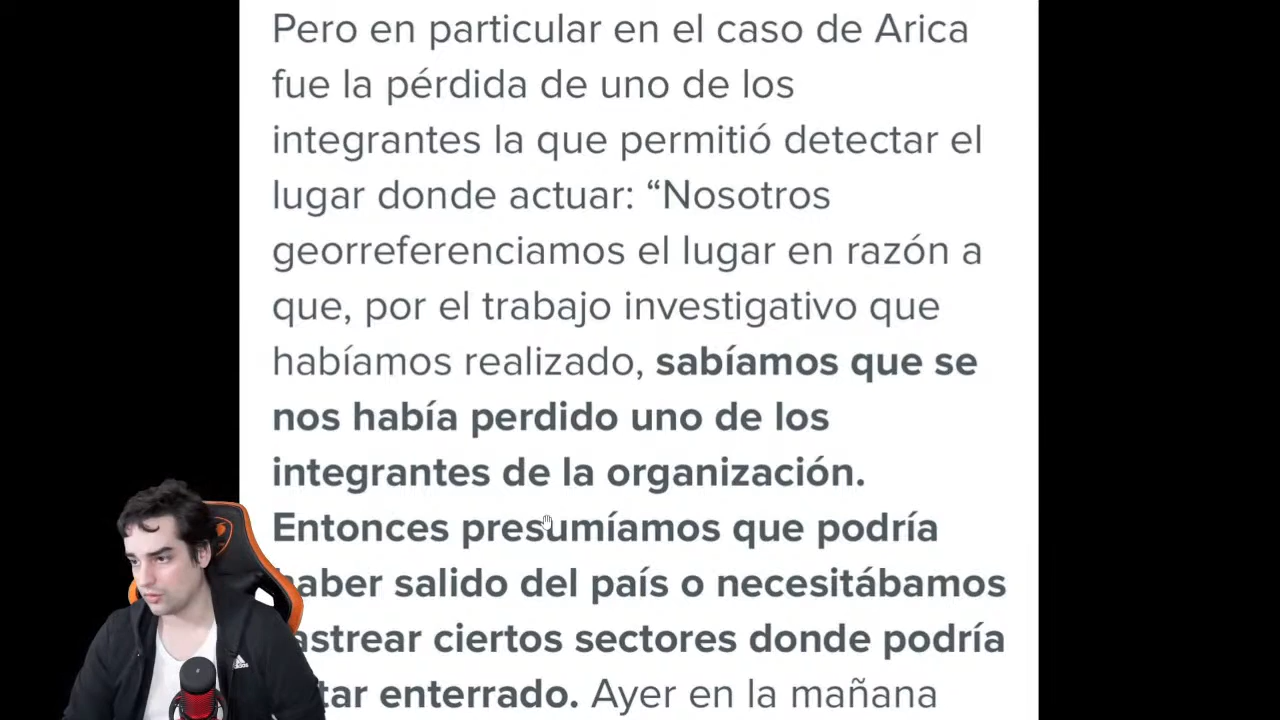 Pero en particular en el caso de Arica
fue la pérdida de uno de los
integrantes la que permitió detectar el
lugar donde actuar: “Nosotros
georreferenciamos el lugar en razón a
que, por el trabajo investigativo que
habíamos realizado, sabíamos que se
nos había perdido uno de los
integrantes de la organización.
Entonces presumíamos que podría
haber salido del país o necesitábamos
rastrear ciertos sectores donde podría
enterrado. Ayer en la mañana
adidas